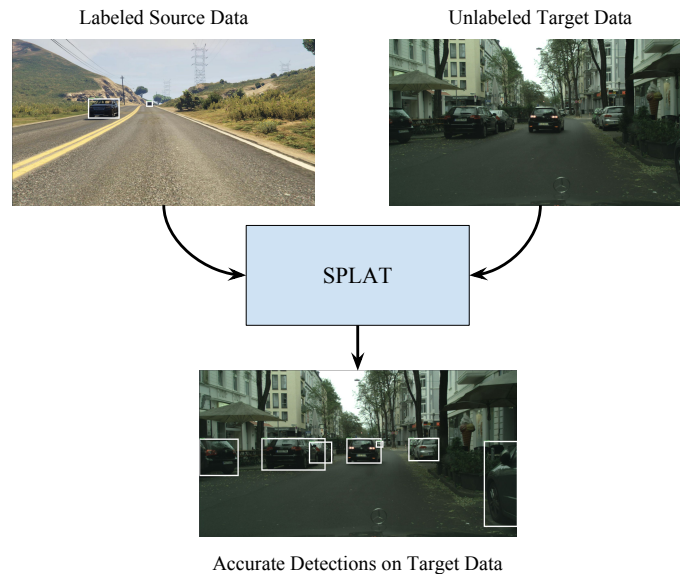 Labeled Source Data
Unlabeled Target Data
SPLAT
Accurate Detections on Target Data